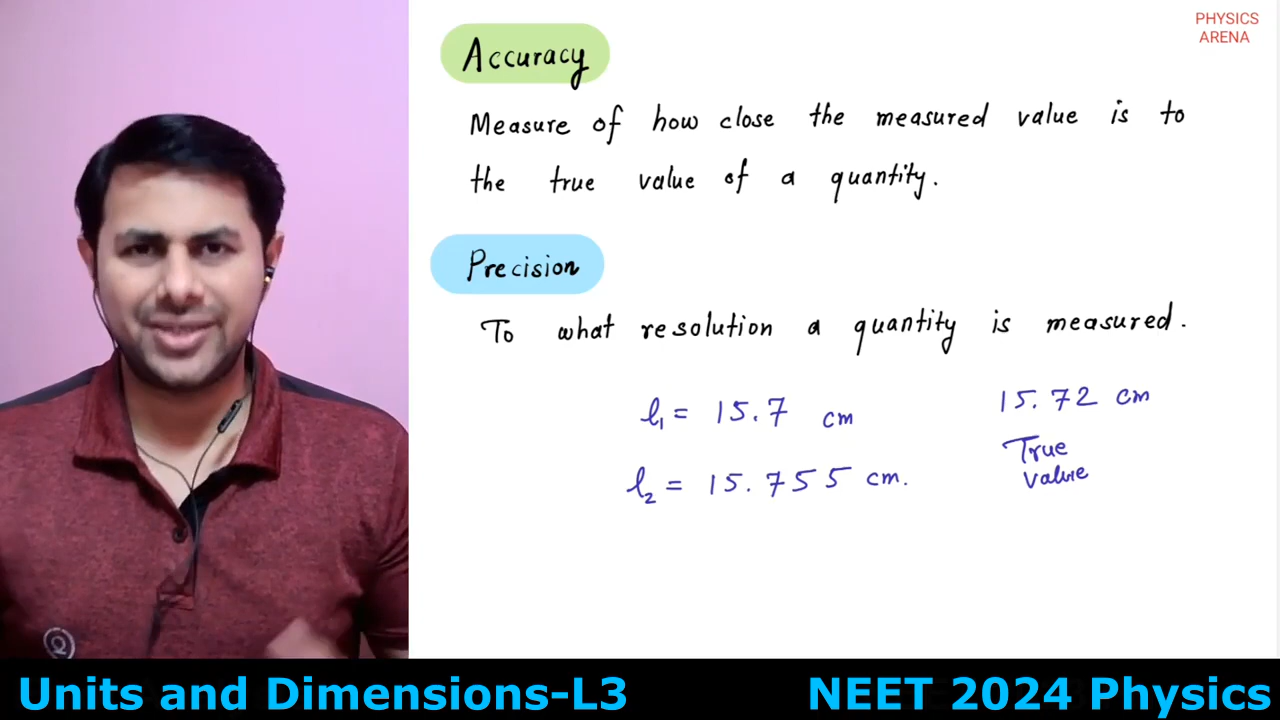 PHYSICS
ARENA
Accuracy
Measure of how close the measured value is to
the true value of a quantity.
Precision
To what resolution a quantity is measured.
l₁ = 15.7 cm
15.72 cm
True
value
l₂ = 15.755 cm.
Units and Dimensions-L3
NEET 2024 Physics